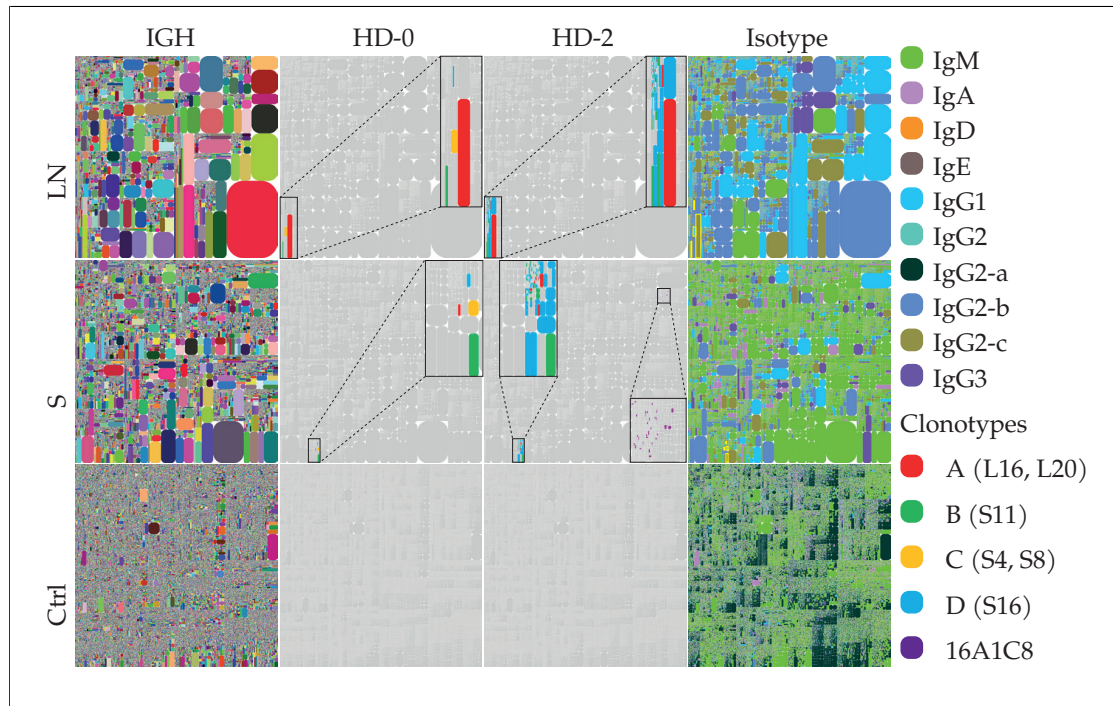 IGH HD-0 HD-2 Isotype
LN
S
Ctrl
IgM
IgA
IgD
IgE
IgG1
IgG2
IgG2-a
IgG2-b
IgG2-c
IgG3
Clonotypes
A (L16, L20)
B (S11)
C (S4, S8)
D (S16)
16A1C8